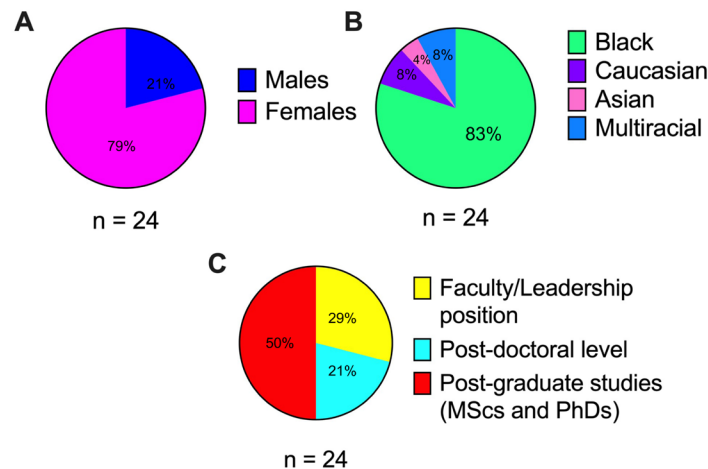 A
21%
79%
Males
Females
n = 24
B
8%
4%
8%
83%
Black
Caucasian
Asian
Multiracial
n = 24
C
29%
50%
21%
Faculty/Leadership
position
Post-doctoral level
Post-graduate studies
(MScs and PhDs)
n = 24